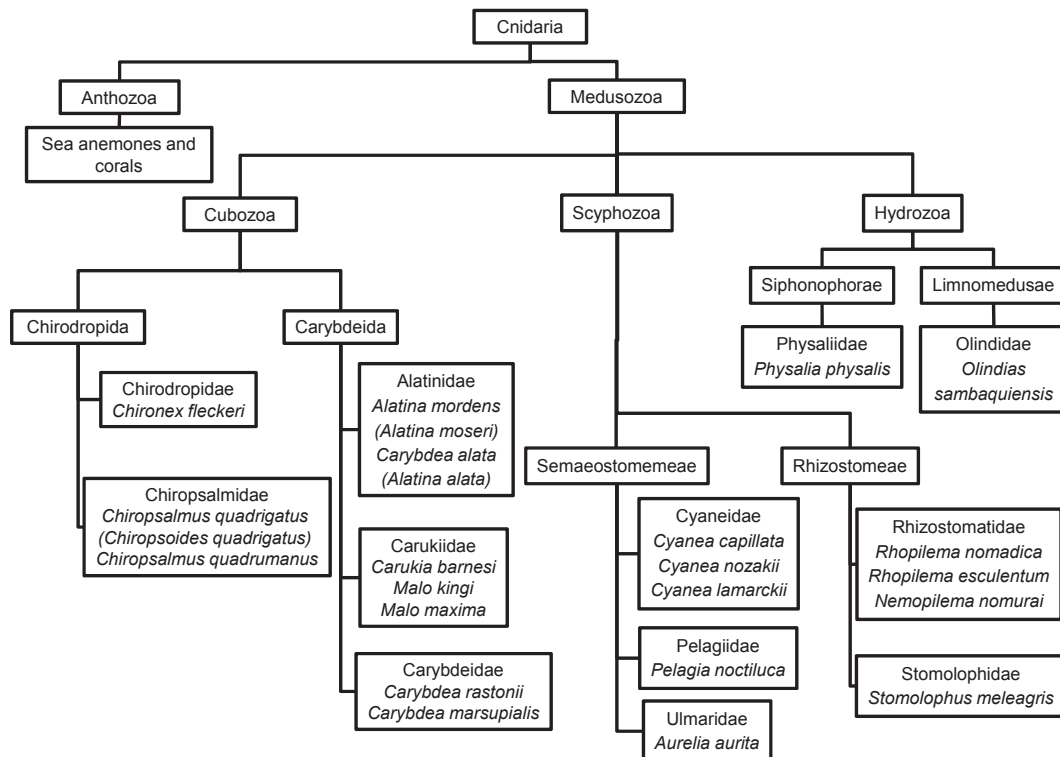 Cnidaria
Anthozoa
Medusozoa
Sea anemones and
corals
Cubozoa
Scyphozoa
Hydrozoa
Siphonophorae
Limnomedusae
Chirodropida
Carybdeida
Physaliidae
Physalia physalis
Olindidae
Olindias
sambaquiensis
Chirodropidae
Chironex fleckeri
Alatinidae
Alatina mordens
(Alatina moseri)
Carybdea alata
(Alatina alata)
Semaeostomemeae
Rhizostomeae
Chiropsalmidae
Chiropsalmus quadrigatus
(Chiropsoides quadrigatus)
Chiropsalmus quadrumanus
Cyaneidae
Cyanea capillata
Cyanea nozakii
Cyanea lamarckii
Rhizostomatidae
Rhopilema nomadica
Rhopilema esculentum
Nemopilema nomurai
Carukiidae
Carukia barnesi
Malo kingi
Malo maxima
Pelagiidae
Pelagia noctiluca
Stomolophidae
Stomolophus meleagris
Carybdeidae
Carybdea rastonii
Carybdea marsupialis
Ulmaridae
Aurelia aurita